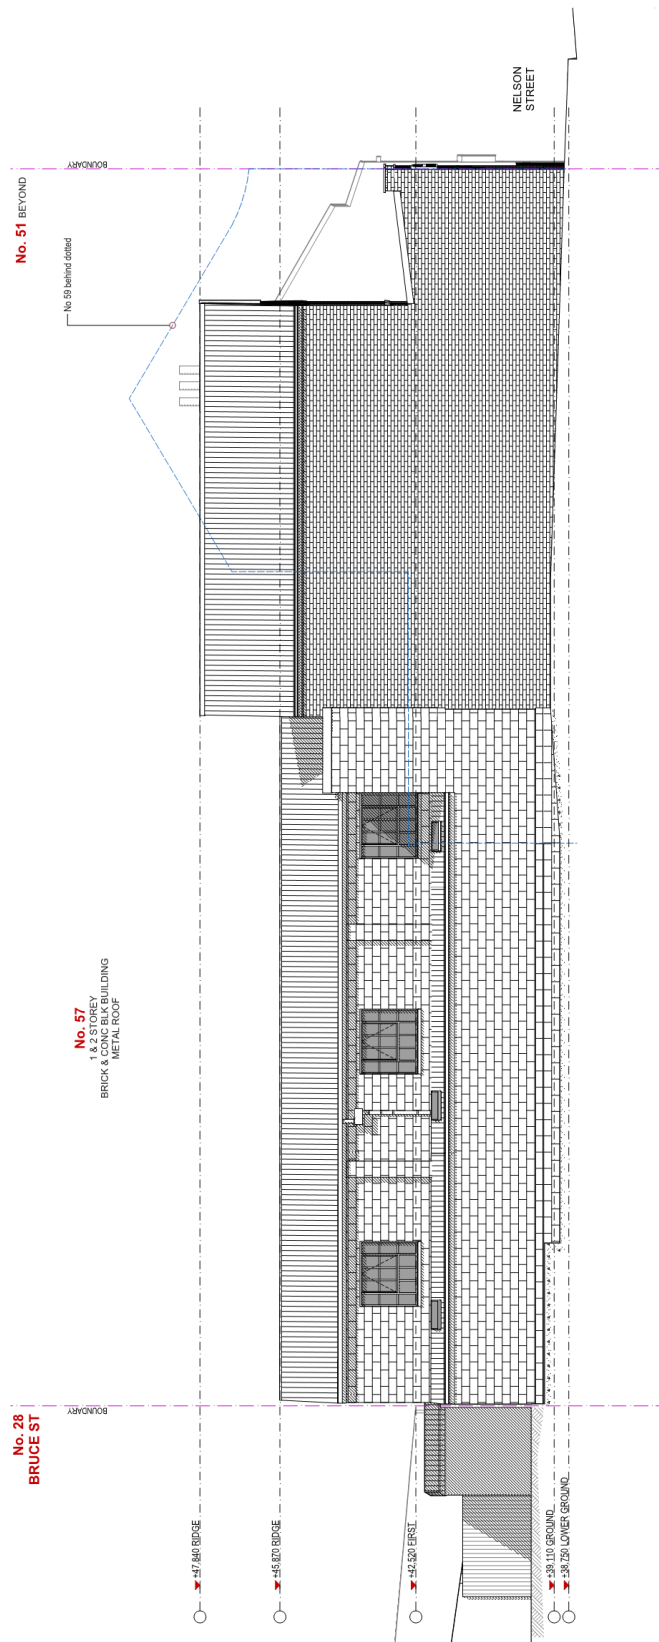 No. 28
BRUCE ST
BOUNDARY
No. 57
1 & 2 STOREY
BRICK & CONC BLK BUILDING
METAL ROOF
No 59 behind dotted
No. 51 BEYOND
BOUNDARY
NELSON
STREET
+47,840 RIDGE
+45,870 RIDGE
+42,520 FIRST
+39,110 GROUND
+38,750 LOWER GROUND